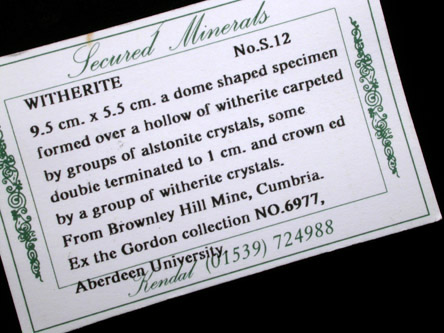 Secured Minerals
WITHERITE No.S.12
9.5 cm. x 5.5 cm. a dome shaped specimen
formed over a hollow of witherite carpeted
by groups of alstonite crystals, some
double terminated to 1 cm. and crown ed
by a group of witherite crystals.
From Brownley Hill Mine, Cumbria.
Ex the Gordon collection NO.6977,
Aberdeen University.
Kendal (01539) 724988